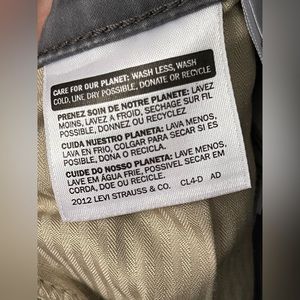 CARE FOR OUR PLANET: WASH LESS, WASH
COLD, LINE DRY POSSIBLE, DONATE OR RECYCLE
PRENEZ SOIN DE NOTRE PLANETE: LAVEZ
MOINS, LAVEZ A FROID, SECHAGE SUR FIL
POSSIBLE, DONNEZ OU RECYCLEZ
CUIDA NUESTRO PLANETA: LAVA MENOS,
LAVA EN FRIO, COLGAR PARA SECAR SI ES
POSIBLE, DONA O RECICLA.
CUIDE DO NOSSO PLANETA: LAVE MENOS,
LAVE EM ÁGUA FRIE, POSSIVEL SECAR EM
CORDA, DOE OU RECICLE.
2012 LEVI STRAUSS & CO. CL4-D AD